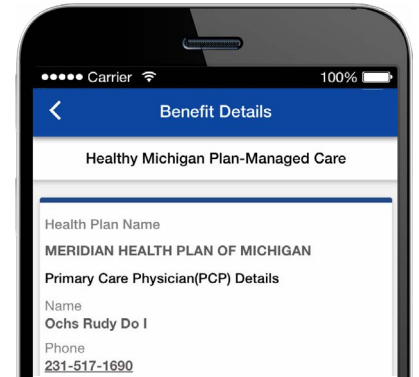 Carrier 100%
Benefit Details
Healthy Michigan Plan-Managed Care
Health Plan Name
MERIDIAN HEALTH PLAN OF MICHIGAN
Primary Care Physician(PCP) Details
Name
Ochs Rudy Do I
Phone
231-517-1690